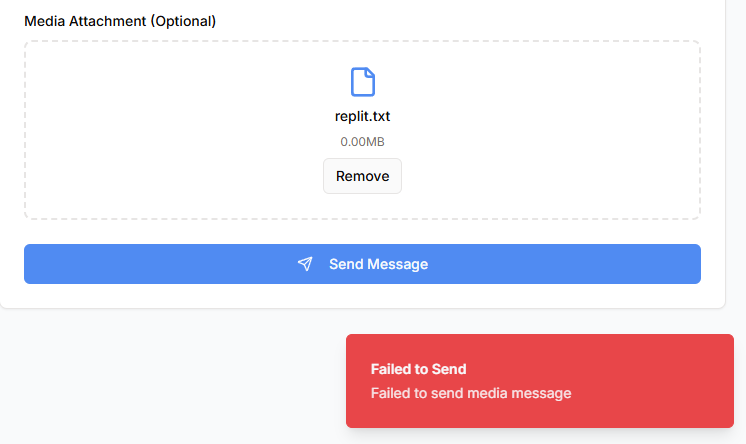 Media Attachment (Optional)
replit.txt
0.00MB
Remove
Send Message
Failed to Send
Failed to send media message